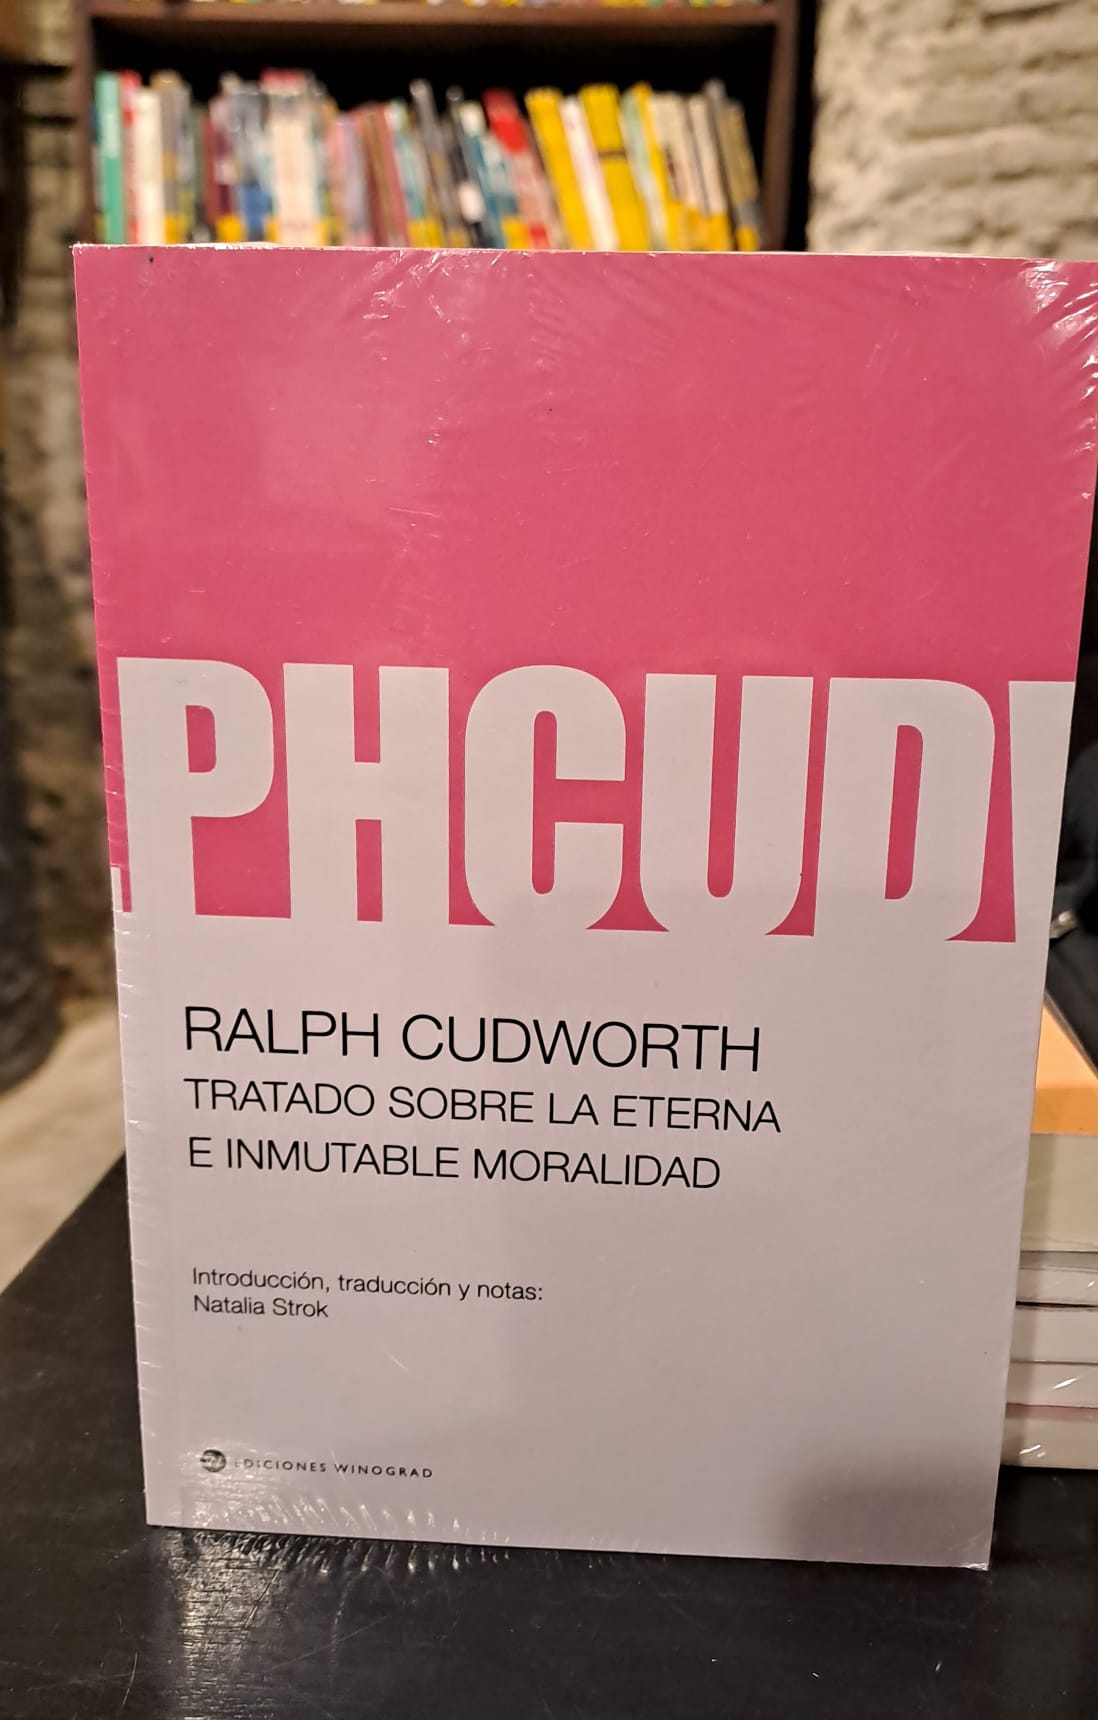 PHCUD
RALPH CUDWORTH
TRATADO SOBRE LA ETERNA
E INMUTABLE MORALIDAD
Introducción, traducción y notas:
Natalia Strok
EDICIONES WINOGRAD